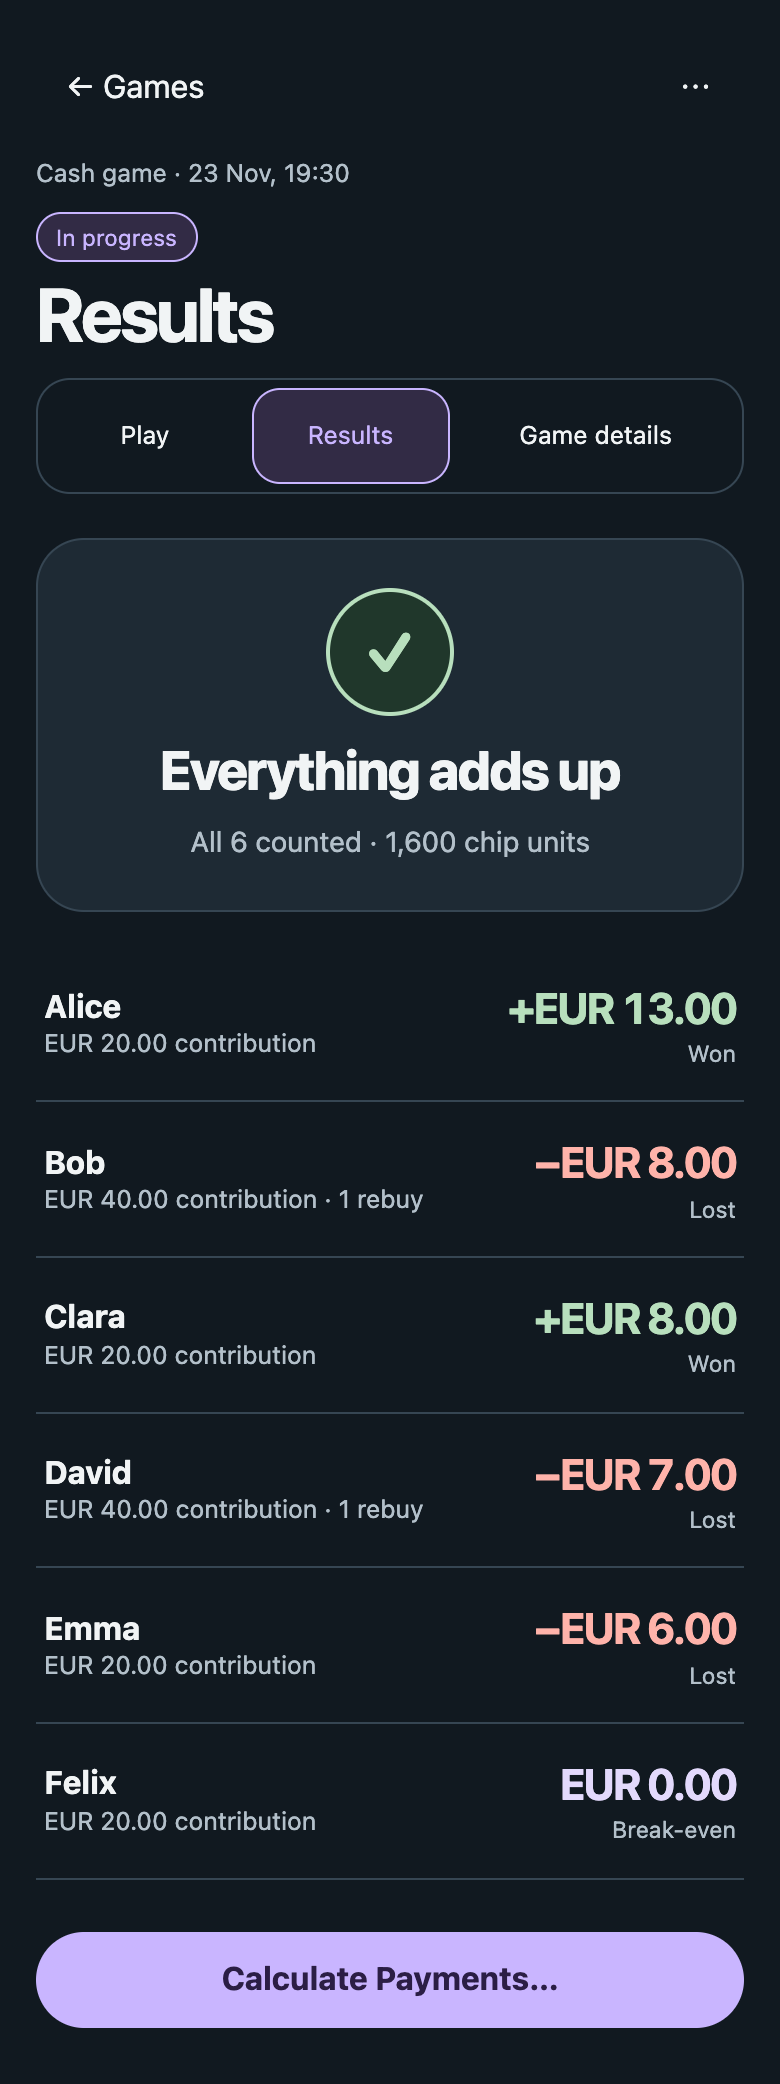 ← Games
...
Cash game · 23 Nov, 19:30
In progress
Results
Play
Results
Game details
Everything adds up
All 6 counted · 1,600 chip units
Alice
+EUR 13.00
EUR 20.00 contribution
Won
Bob
–EUR 8.00
EUR 40.00 contribution · 1 rebuy
Lost
Clara
+EUR 8.00
EUR 20.00 contribution
Won
David
–EUR 7.00
EUR 40.00 contribution · 1 rebuy
Lost
Emma
–EUR 6.00
EUR 20.00 contribution
Lost
Felix
EUR 0.00
EUR 20.00 contribution
Break-even
Calculate Payments...